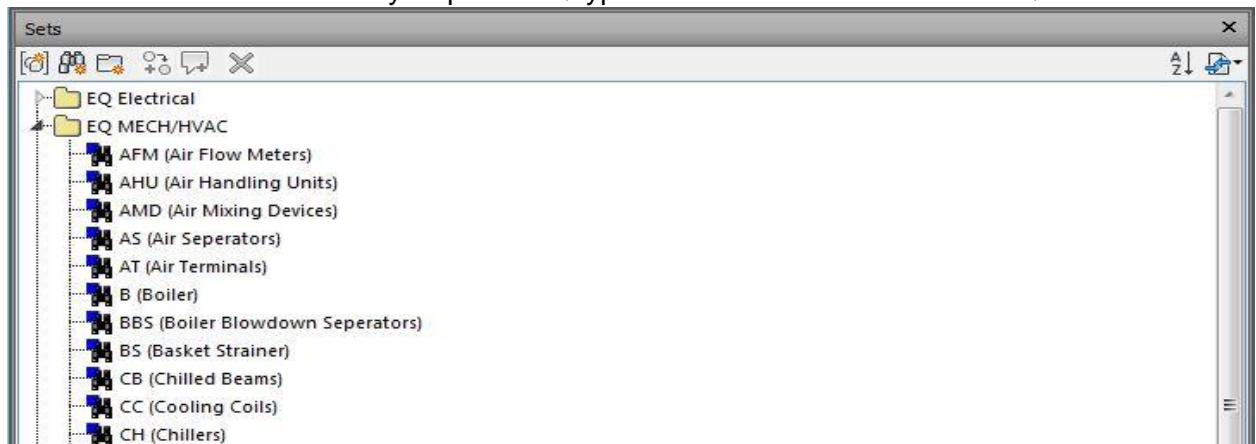 Sets
EQ Electrical
EQ MECH/HVAC
AFM (Air Flow Meters)
AHU (Air Handling Units)
AMD (Air Mixing Devices)
AS (Air Seperators)
AT (Air Terminals)
B (Boiler)
BBS (Boiler Blowdown Seperators)
BS (Basket Strainer)
CB (Chilled Beams)
CC (Cooling Coils)
CH (Chillers)